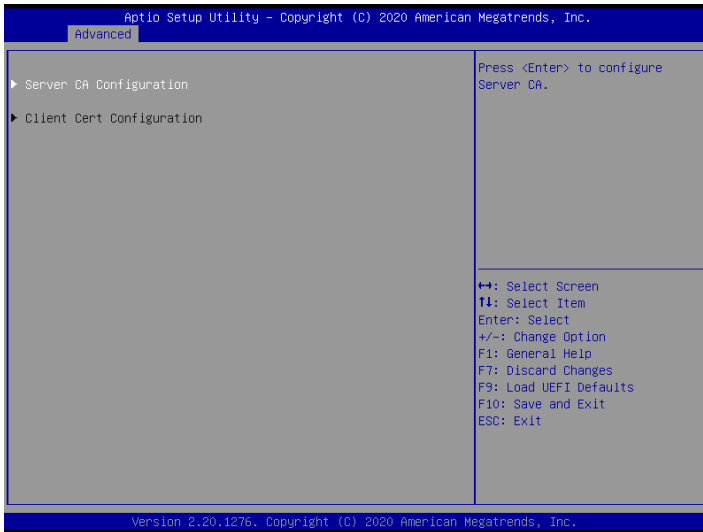 Aptio Setup Utility – Copyright (C) 2020 American Megatrends, Inc.
Advanced
▶ Server CA Configuration
▶ Client Cert Configuration
Press <Enter> to configure
Server CA.
↔: Select Screen
↑↓: Select Item
Enter: Select
+/-: Change Option
F1: General Help
F7: Discard Changes
F9: Load UEFI Defaults
F10: Save and Exit
ESC: Exit
Version 2.20.1276. Copyright (C) 2020 American Megatrends, Inc.